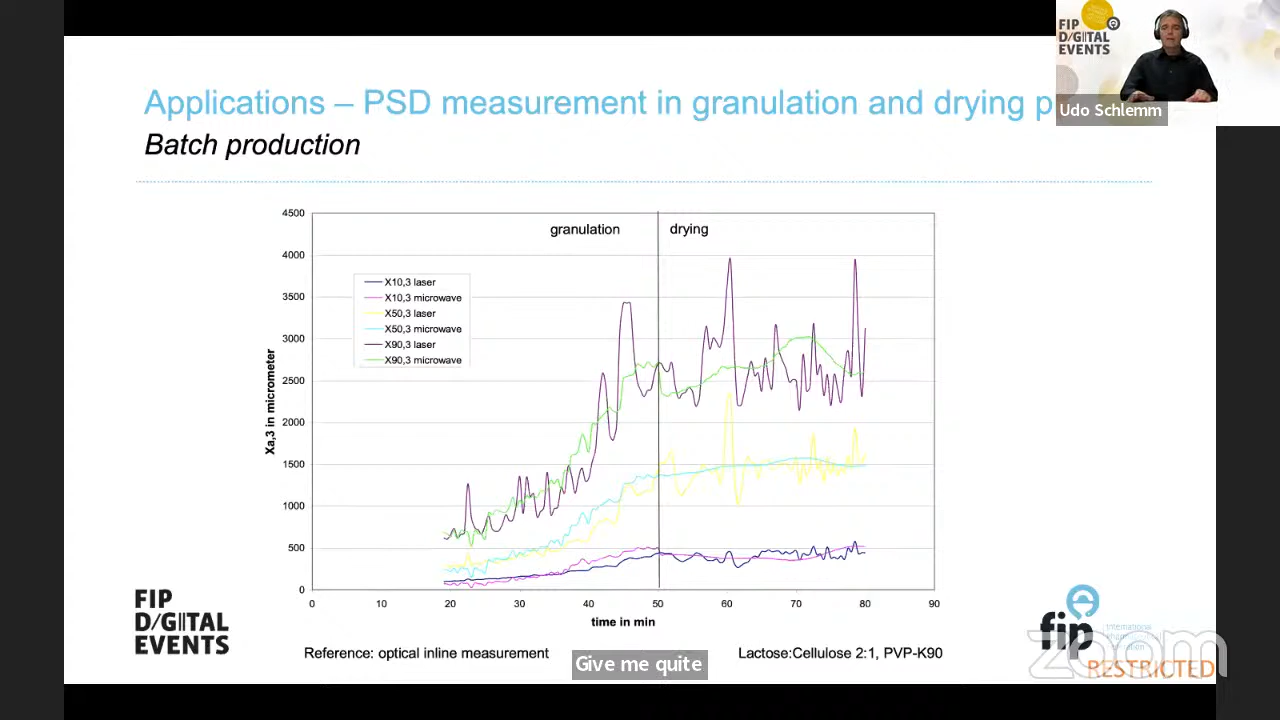 FIP
D/GITAL
EVENTS
Udo Schlemm
Applications – PSD measurement in granulation and drying p
Batch production
4500
4000
3500
3000
2500
2000
1500
1000
500
0
Xa,3 in micrometer
granulation
drying
X10,3 laser
X10,3 microwave
X50,3 laser
X50,3 microwave
X90,3 laser
X90,3 microwave
0 10 20 30 40 50 60 70 80 90
time in min
FIP
D/GITAL
EVENTS
Reference: optical inline measurement
Lactose:Cellulose 2:1, PVP-K90
Give me quite
fip
International
zoom
RESTRICTED